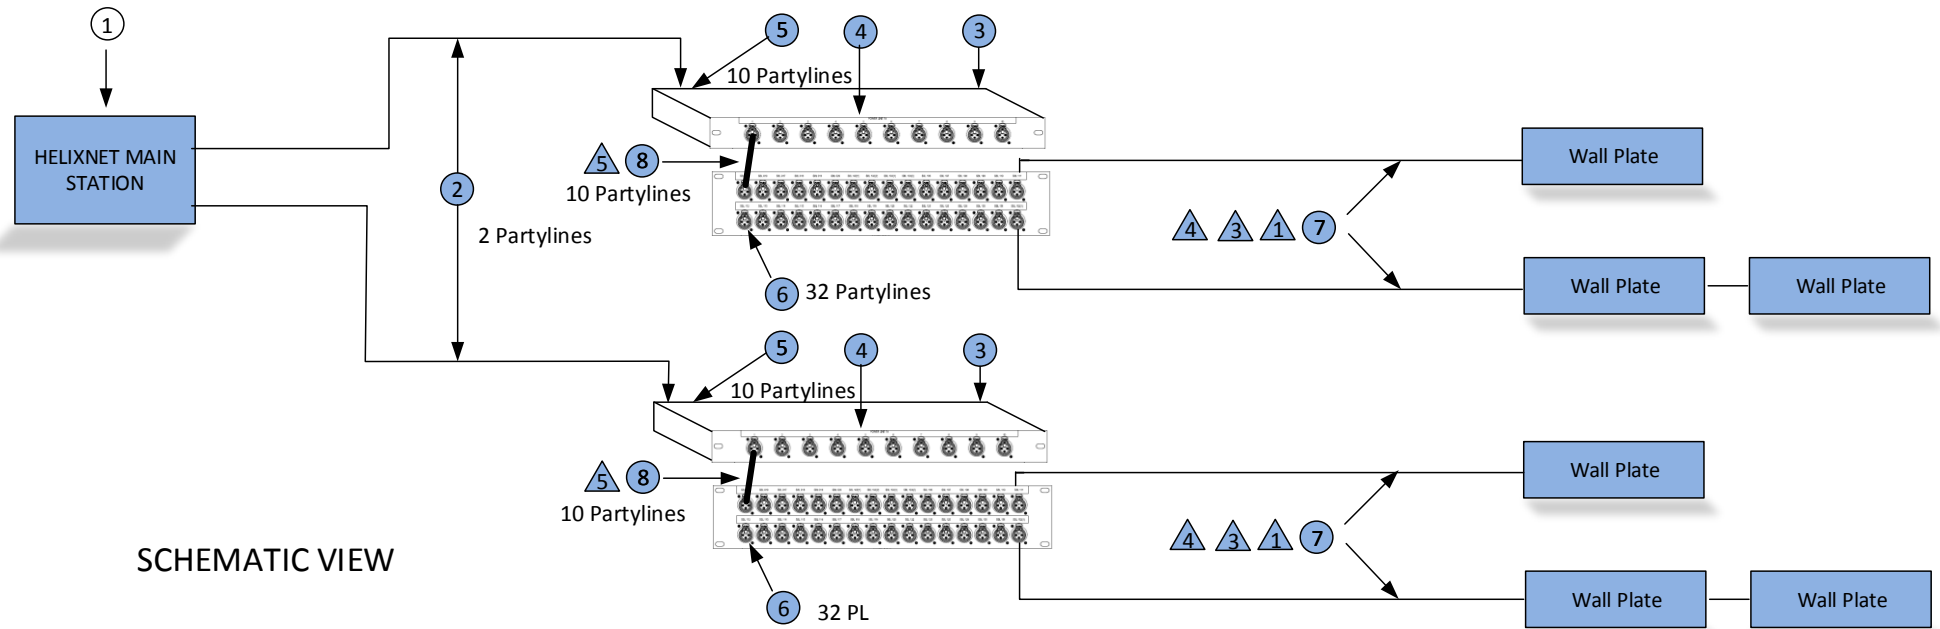 1
5
4
3
10 Partylines
HELIXNET MAIN
STATION
5
8
10 Partylines
Wall Plate
2
2 Partylines
4
3
1
7
6
32 Partylines
Wall Plate
Wall Plate
5
4
3
10 Partylines
5
8
10 Partylines
Wall Plate
4
3
1
7
SCHEMATIC VIEW
6
32 PL
Wall Plate
Wall Plate